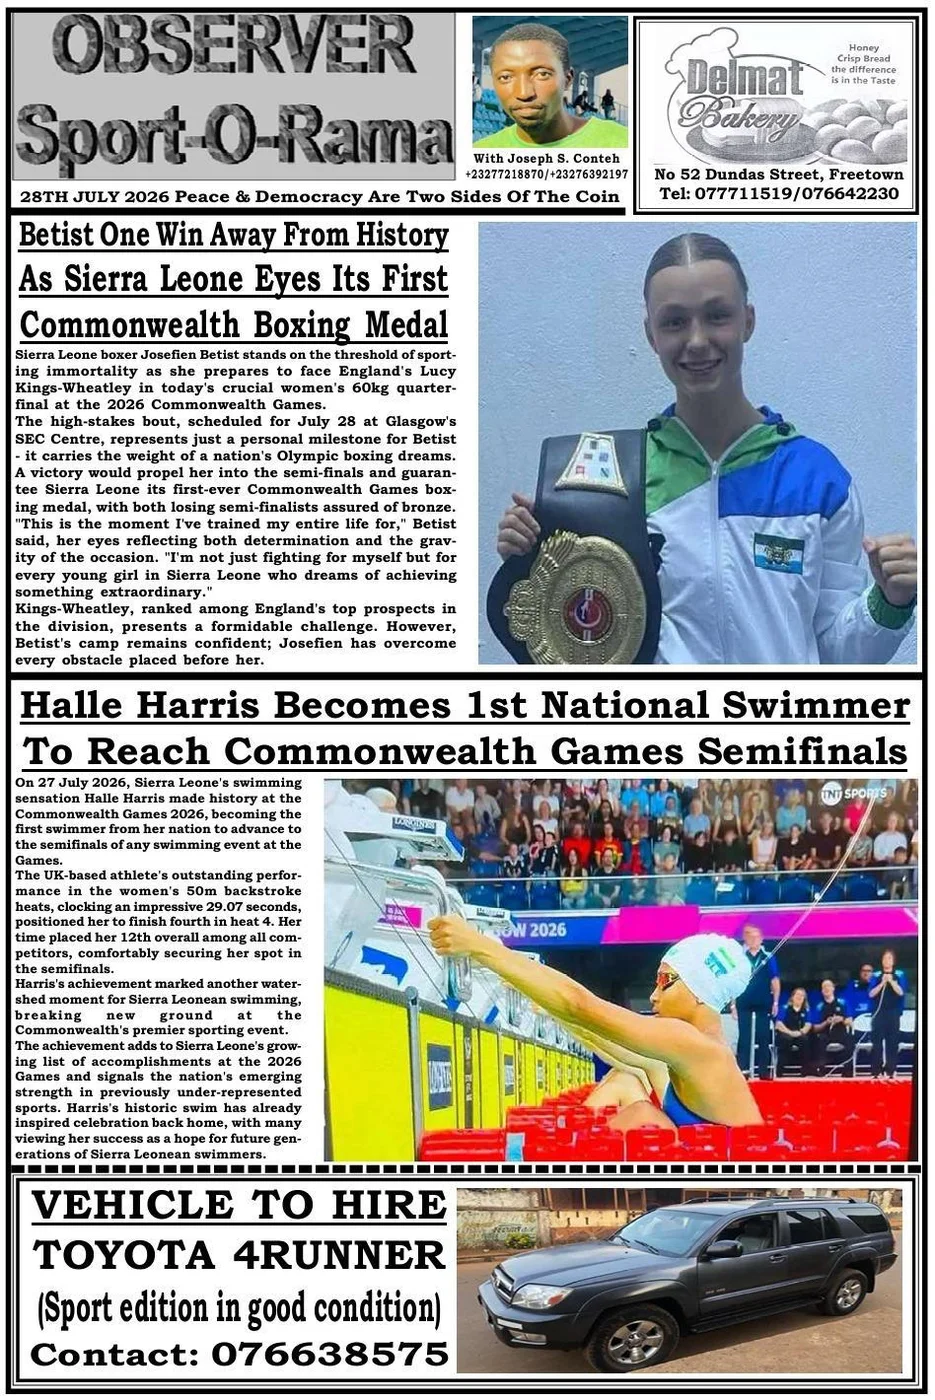 OBSERVER
Sport-O-Rama
With Joseph S. Conteh
+23277218870/+23276392197
28TH JULY 2026 Peace & Democracy Are Two Sides Of The Coin
Delmat
Bakery
Honey
Crisp Bread
the difference
is in the Taste
No 52 Dundas Street, Freetown
Tel: 077711519/076642230
Betist One Win Away From History
As Sierra Leone Eyes Its First
Commonwealth Boxing Medal
Sierra Leone boxer Josefien Betist stands on the threshold of sport-
ing immortality as she prepares to face England's Lucy
Kings-Wheatley in today's crucial women's 60kg quarter-
final at the 2026 Commonwealth Games.
The high-stakes bout, scheduled for July 28 at Glasgow's
SEC Centre, represents just a personal milestone for Betist
- it carries the weight of a nation's Olympic boxing dreams.
A victory would propel her into the semi-finals and guaran-
tee Sierra Leone its first-ever Commonwealth Games box-
ing medal, with both losing semi-finalists assured of bronze.
"This is the moment I've trained my entire life for," Betist
said, her eyes reflecting both determination and the grav-
ity of the occasion. "I'm not just fighting for myself but for
every young girl in Sierra Leone who dreams of achieving
something extraordinary."
Kings-Wheatley, ranked among England's top prospects in
the division, presents a formidable challenge. However,
Betist's camp remains confident; Josefien has overcome
every obstacle placed before her.
Halle Harris Becomes 1st National Swimmer
To Reach Commonwealth Games Semifinals
On 27 July 2026, Sierra Leone's swimming
sensation Halle Harris made history at the
Commonwealth Games 2026, becoming the
first swimmer from her nation to advance to
the semifinals of any swimming event at the
Games.
The UK-based athlete's outstanding perfor-
mance in the women's 50m backstroke
heats, clocking an impressive 29.07 seconds,
positioned her to finish fourth in heat 4. Her
time placed her 12th overall among all com-
petitors, comfortably securing her spot in
the semifinals.
Harris's achievement marked another water-
shed moment for Sierra Leonean swimming,
breaking new ground at the
Commonwealth's premier sporting event.
The achievement adds to Sierra Leone's grow-
ing list of accomplishments at the 2026
Games and signals the nation's emerging
strength in previously under-represented
sports. Harris's historic swim has already
inspired celebration back home, with many
viewing her success as a hope for future gen-
erations of Sierra Leonean swimmers.
TNT SPORTS
LONGINES
GOW 2026
LONGINES
VEHICLE TO HIRE
TOYOTA 4RUNNER
(Sport edition in good condition)
Contact: 076638575